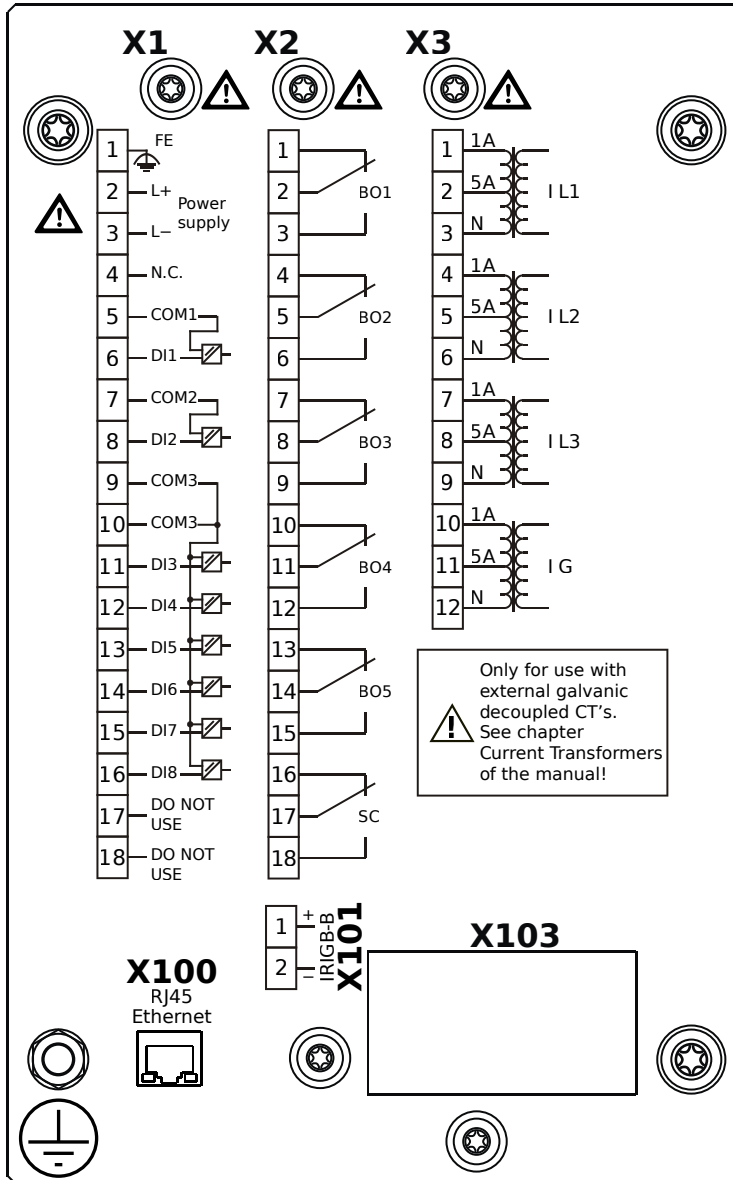 X1
X2
X3
1 FE
2 L+ Power
3 L− supply
4 N.C.
5 COM1
6 DI1
7 COM2
8 DI2
9 COM3
10 COM3
11 DI3
12 DI4
13 DI5
14 DI6
15 DI7
16 DI8
17 DO NOT
USE
18 DO NOT
USE
1
2 BO1
3
4
5 BO2
6
7
8 BO3
9
10
11 BO4
12
13
14 BO5
15
16
17 SC
18
1 1A
2 5A I L1
3 N
4 1A
5 5A I L2
6 N
7 1A
8 5A I L3
9 N
10 1A
11 5A I G
12 N
!
!
!
!
!
Only for use with
external galvanic
decoupled CT's.
See chapter
Current Transformers
of the manual!
1 +
2 −
IRIGB-B
X101
X103
X100
RJ45
Ethernet